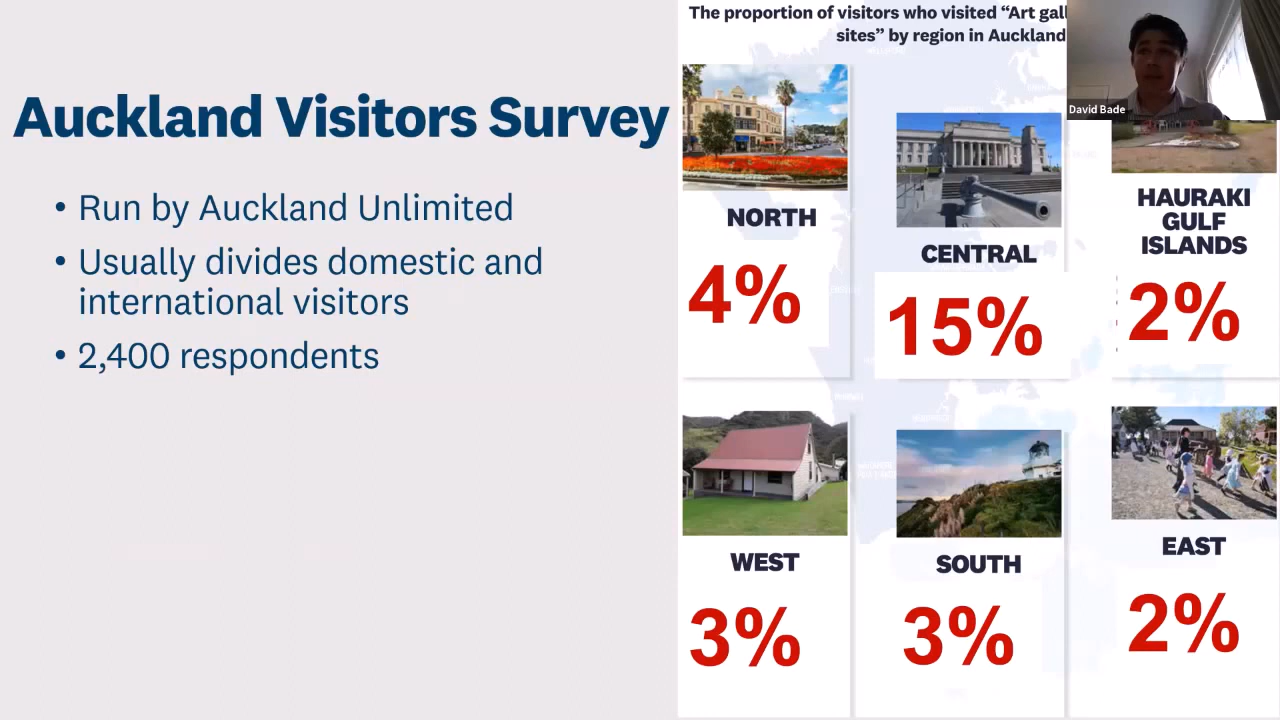 Auckland Visitors Survey
• Run by Auckland Unlimited
• Usually divides domestic and
international visitors
• 2,400 respondents
The proportion of visitors who visited “Art gal
sites” by region in Auckland
David Bade
NORTH
4%
CENTRAL
15%
HAURAKI
GULF
ISLANDS
2%
WEST
3%
SOUTH
3%
EAST
2%